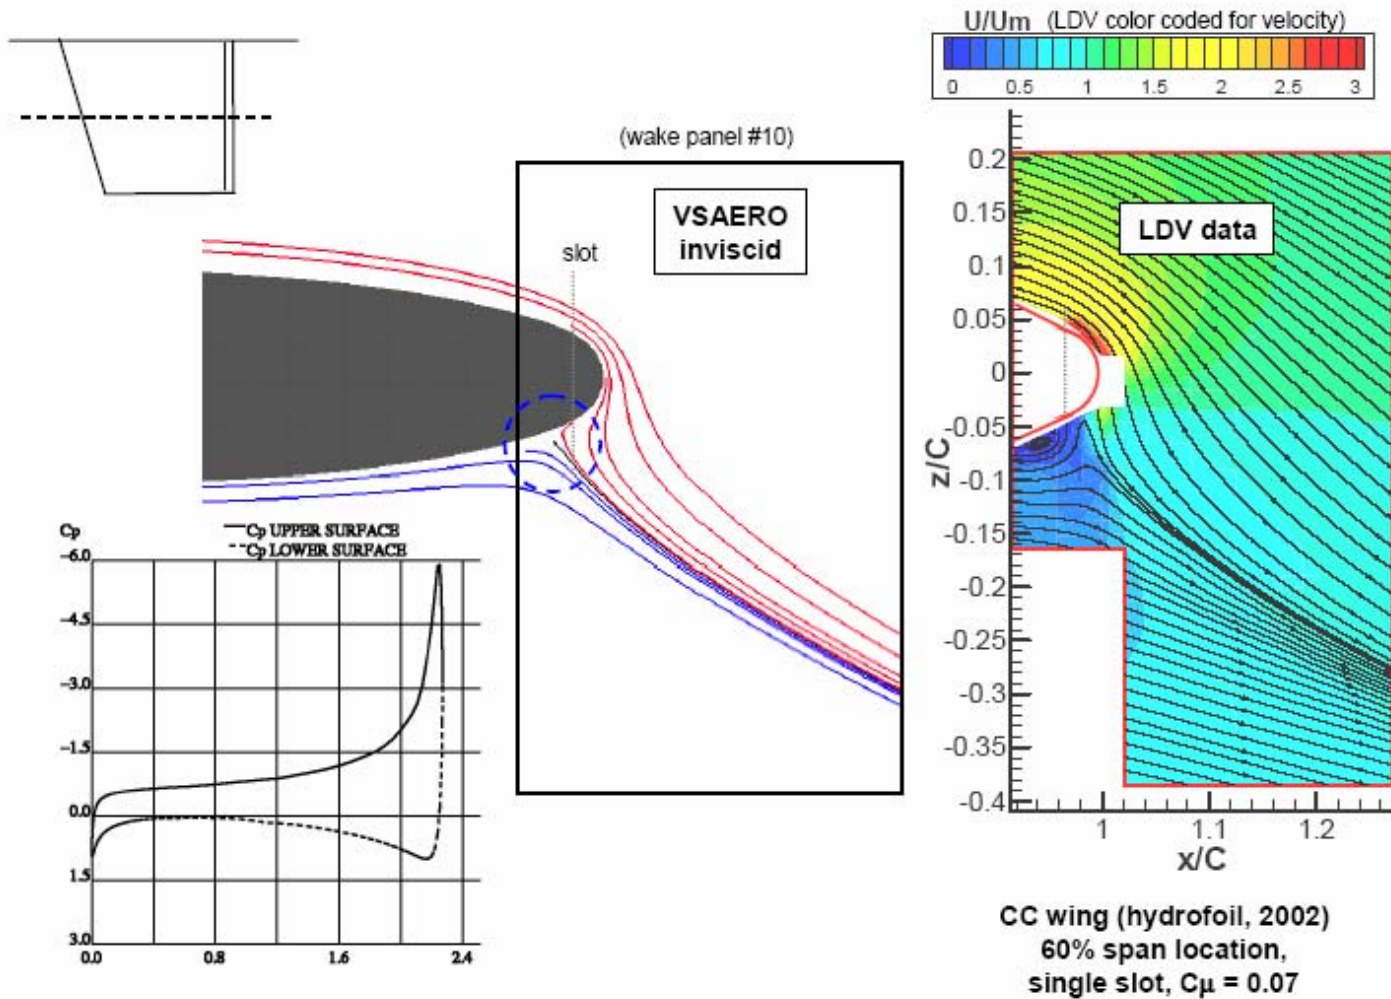 U/Um (LDV color coded for velocity)
0 0.5 1 1.5 2 2.5 3
(wake panel #10)
VSAERO
inviscid
slot
LDV data
0.2
0.15
0.1
0.05
0
-0.05
-0.1
-0.15
-0.2
-0.25
-0.3
-0.35
-0.4
z/C
1 1.1 1.2
x/C
Cp
Cp UPPER SURFACE
Cp LOWER SURFACE
-6.0
-4.5
-3.0
-1.5
0.0
1.5
3.0
0.0 0.8 1.6 2.4
CC wing (hydrofoil, 2002)
60% span location,
single slot, Cμ = 0.07